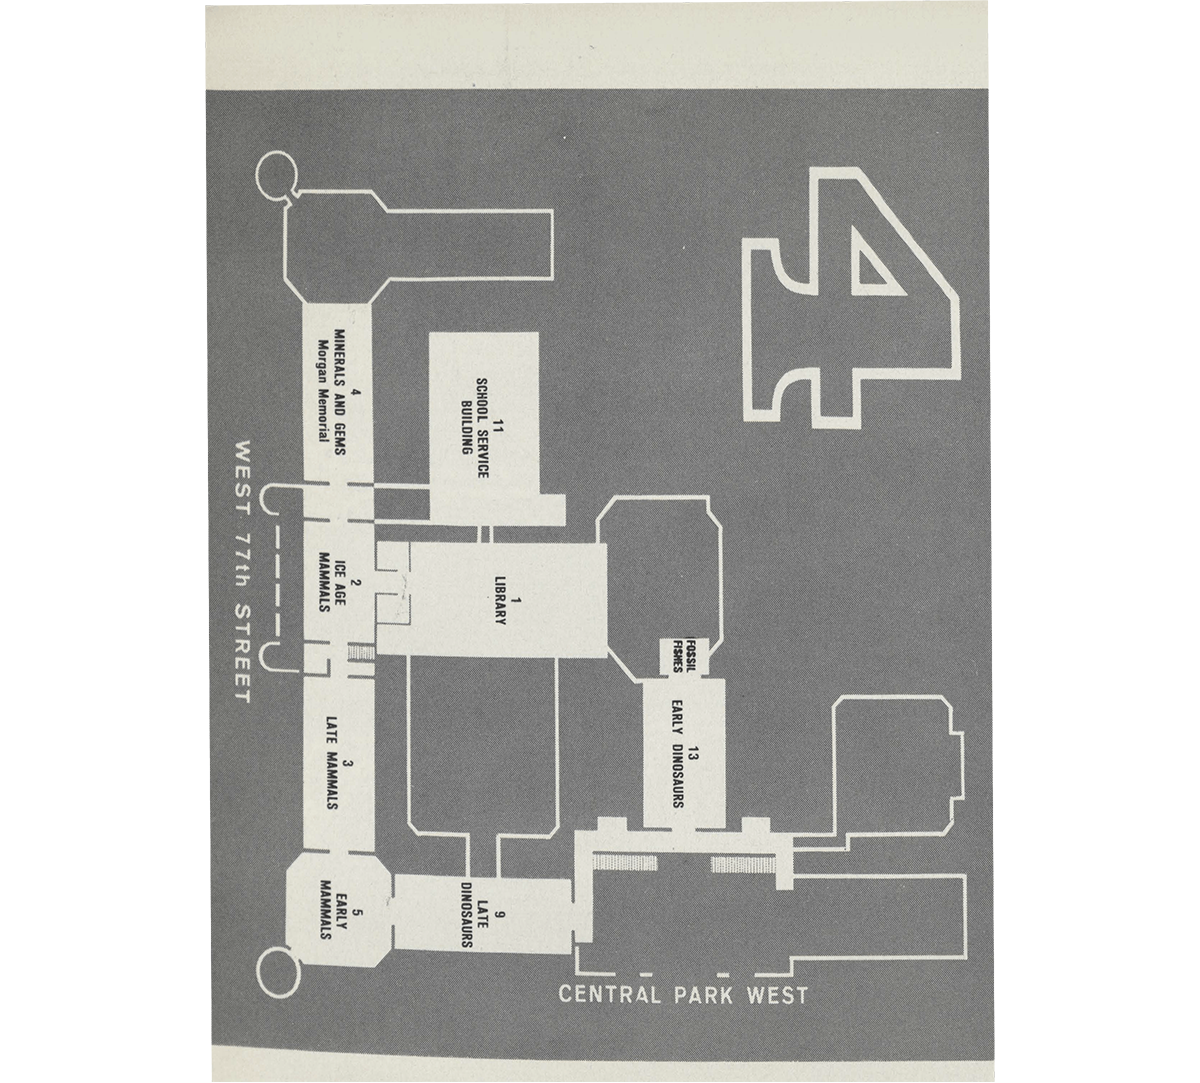 4
4
MINERALS AND GEMS
Morgan Memorial
11
SCHOOL SERVICE
BUILDING
WEST 77th STREET
2
ICE AGE
MAMMALS
1
LIBRARY
FOSSIL
FISHES
13
EARLY DINOSAURS
3
LATE MAMMALS
5
EARLY
MAMMALS
9
LATE
DINOSAURS
CENTRAL PARK WEST